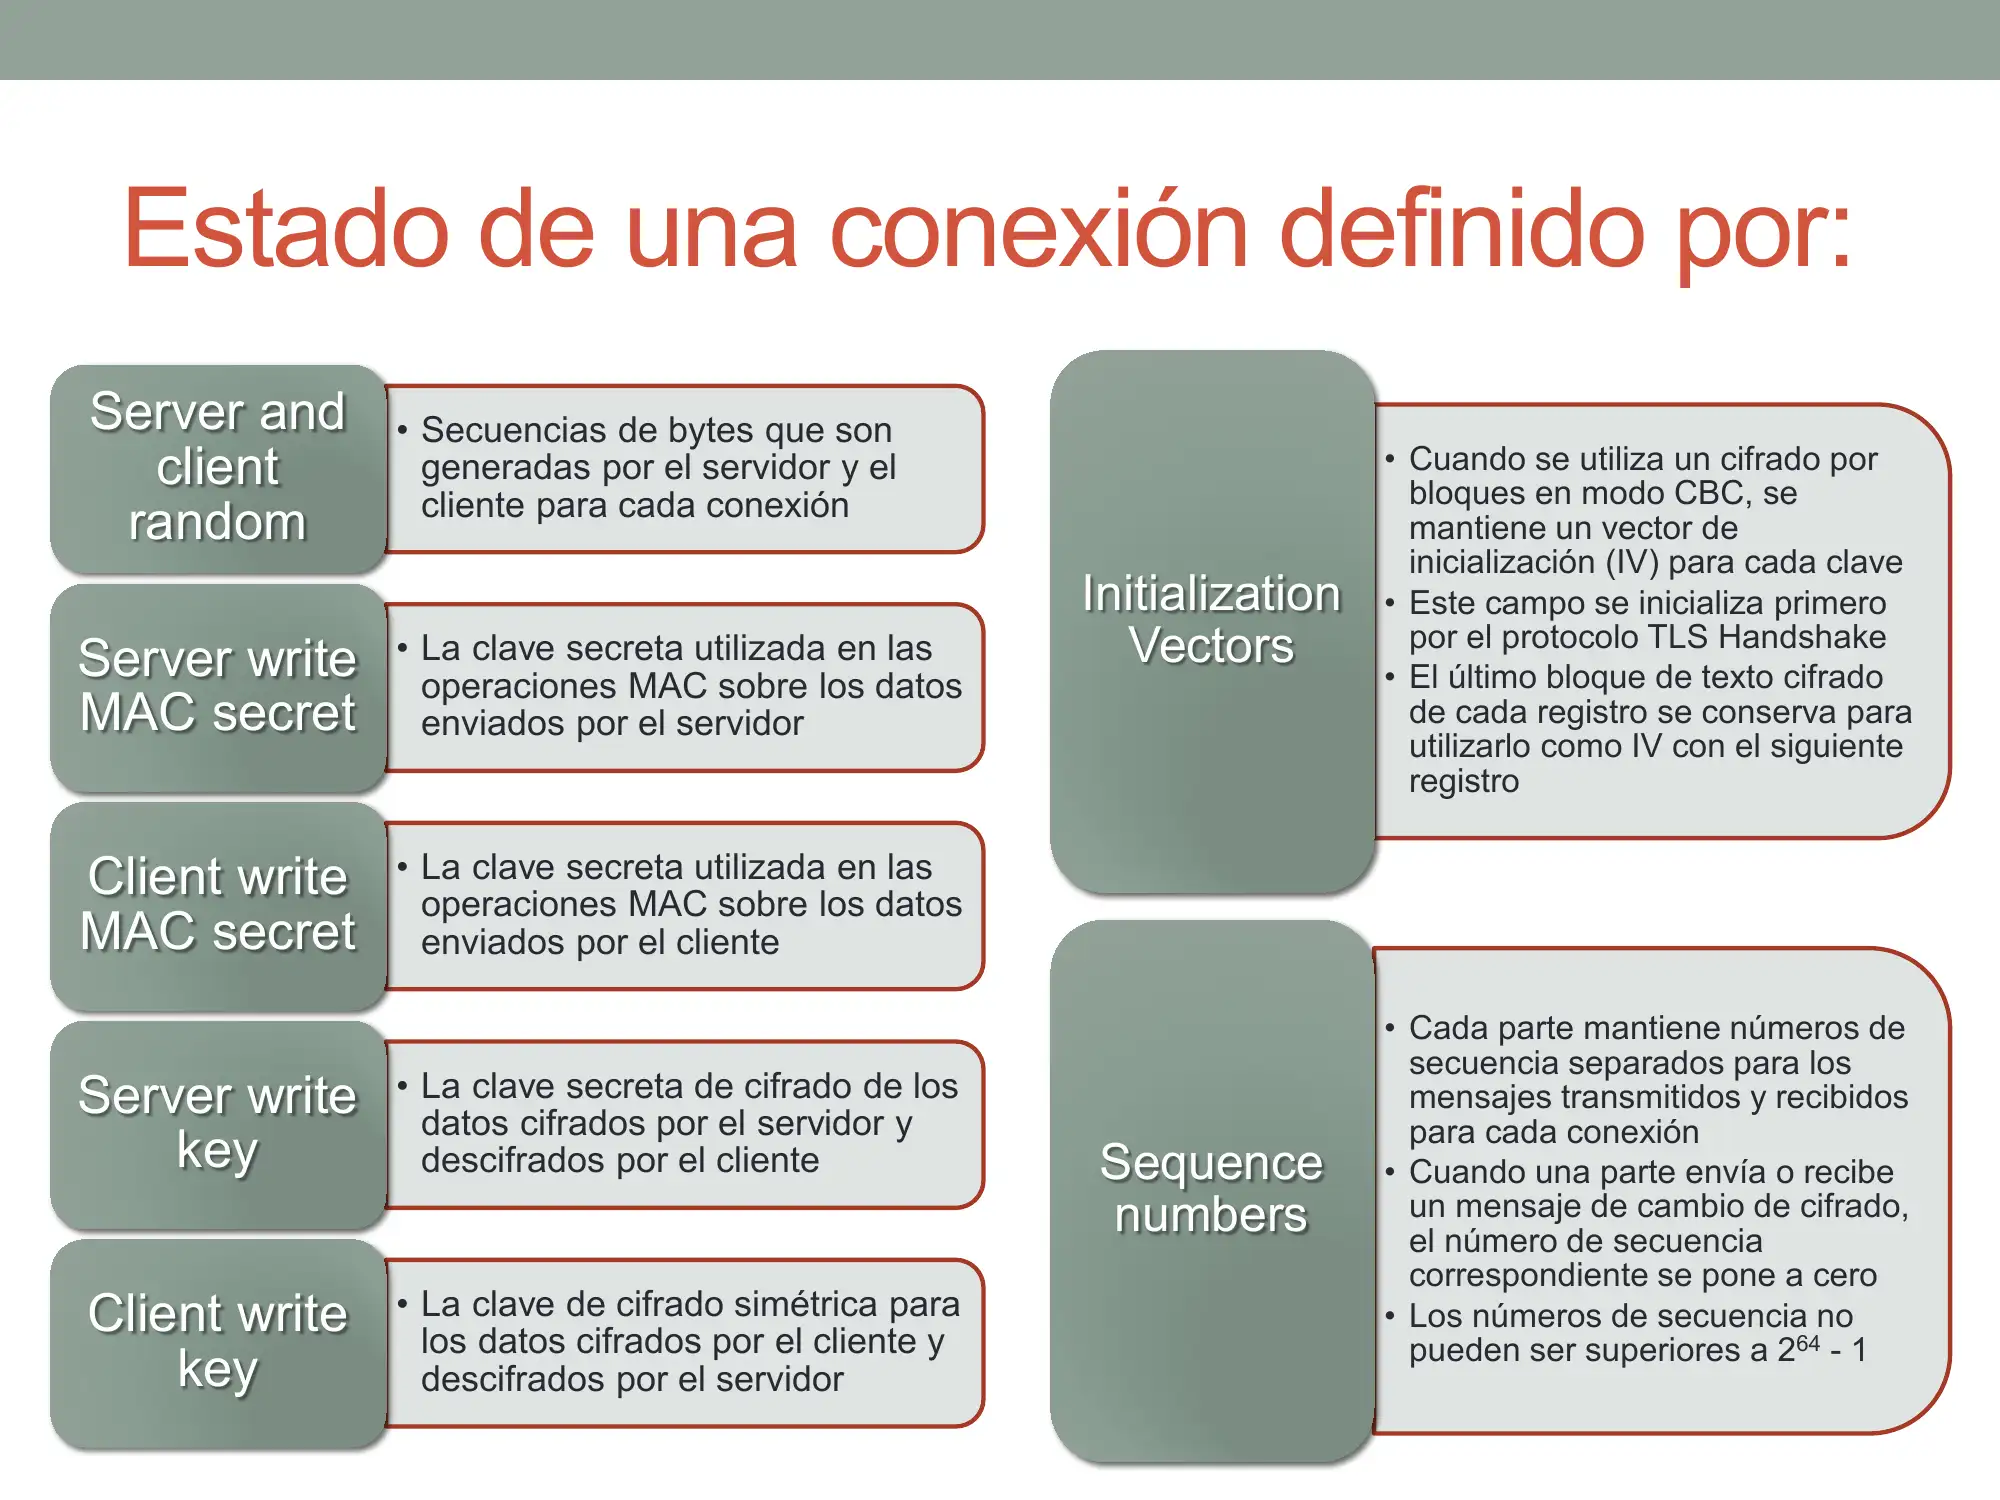 Estado de una conexión definido por:
Server and
client
random
• Secuencias de bytes que son
generadas por el servidor y el
cliente para cada conexión
Server write
MAC secret
• La clave secreta utilizada en las
operaciones MAC sobre los datos
enviados por el servidor
Client write
MAC secret
• La clave secreta utilizada en las
operaciones MAC sobre los datos
enviados por el cliente
Server write
key
• La clave secreta de cifrado de los
datos cifrados por el servidor y
descifrados por el cliente
Client write
key
• La clave de cifrado simétrica para
los datos cifrados por el cliente y
descifrados por el servidor
Initialization
Vectors
• Cuando se utiliza un cifrado por
bloques en modo CBC, se
mantiene un vector de
inicialización (IV) para cada clave
• Este campo se inicializa primero
por el protocolo TLS Handshake
• El último bloque de texto cifrado
de cada registro se conserva para
utilizarlo como IV con el siguiente
registro
Sequence
numbers
• Cada parte mantiene números de
secuencia separados para los
mensajes transmitidos y recibidos
para cada conexión
• Cuando una parte envía o recibe
un mensaje de cambio de cifrado,
el número de secuencia
correspondiente se pone a cero
• Los números de secuencia no
pueden ser superiores a 2⁶⁴ - 1